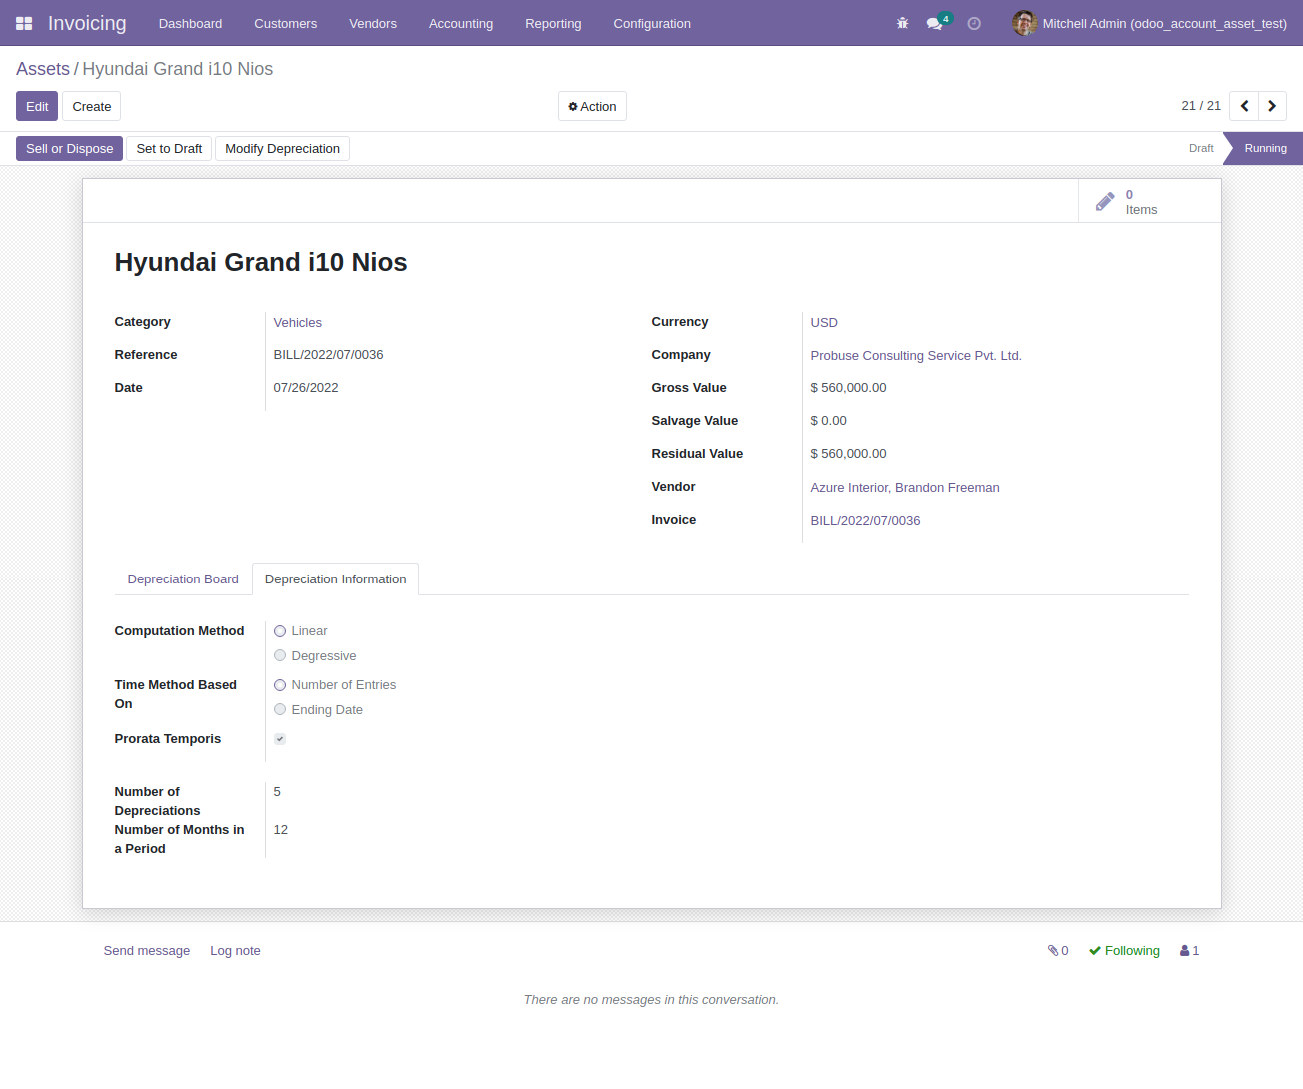 Invoicing Dashboard Customers Vendors Accounting Reporting Configuration 4 Mitchell Admin (odoo_account_asset_test)
Assets / Hyundai Grand i10 Nios
Edit Create Action 21 / 21
Sell or Dispose Set to Draft Modify Depreciation Draft Running
0
Items
Hyundai Grand i10 Nios
Category Vehicles
Reference BILL/2022/07/0036
Date 07/26/2022
Currency USD
Company Probuse Consulting Service Pvt. Ltd.
Gross Value $ 560,000.00
Salvage Value $ 0.00
Residual Value $ 560,000.00
Vendor Azure Interior, Brandon Freeman
Invoice BILL/2022/07/0036
Depreciation Board Depreciation Information
Computation Method Linear
Degressive
Time Method Based Number of Entries
On
Ending Date
Prorata Temporis
Number of 5
Depreciations
Number of Months in 12
a Period
Send message Log note 0 Following 1
There are no messages in this conversation.